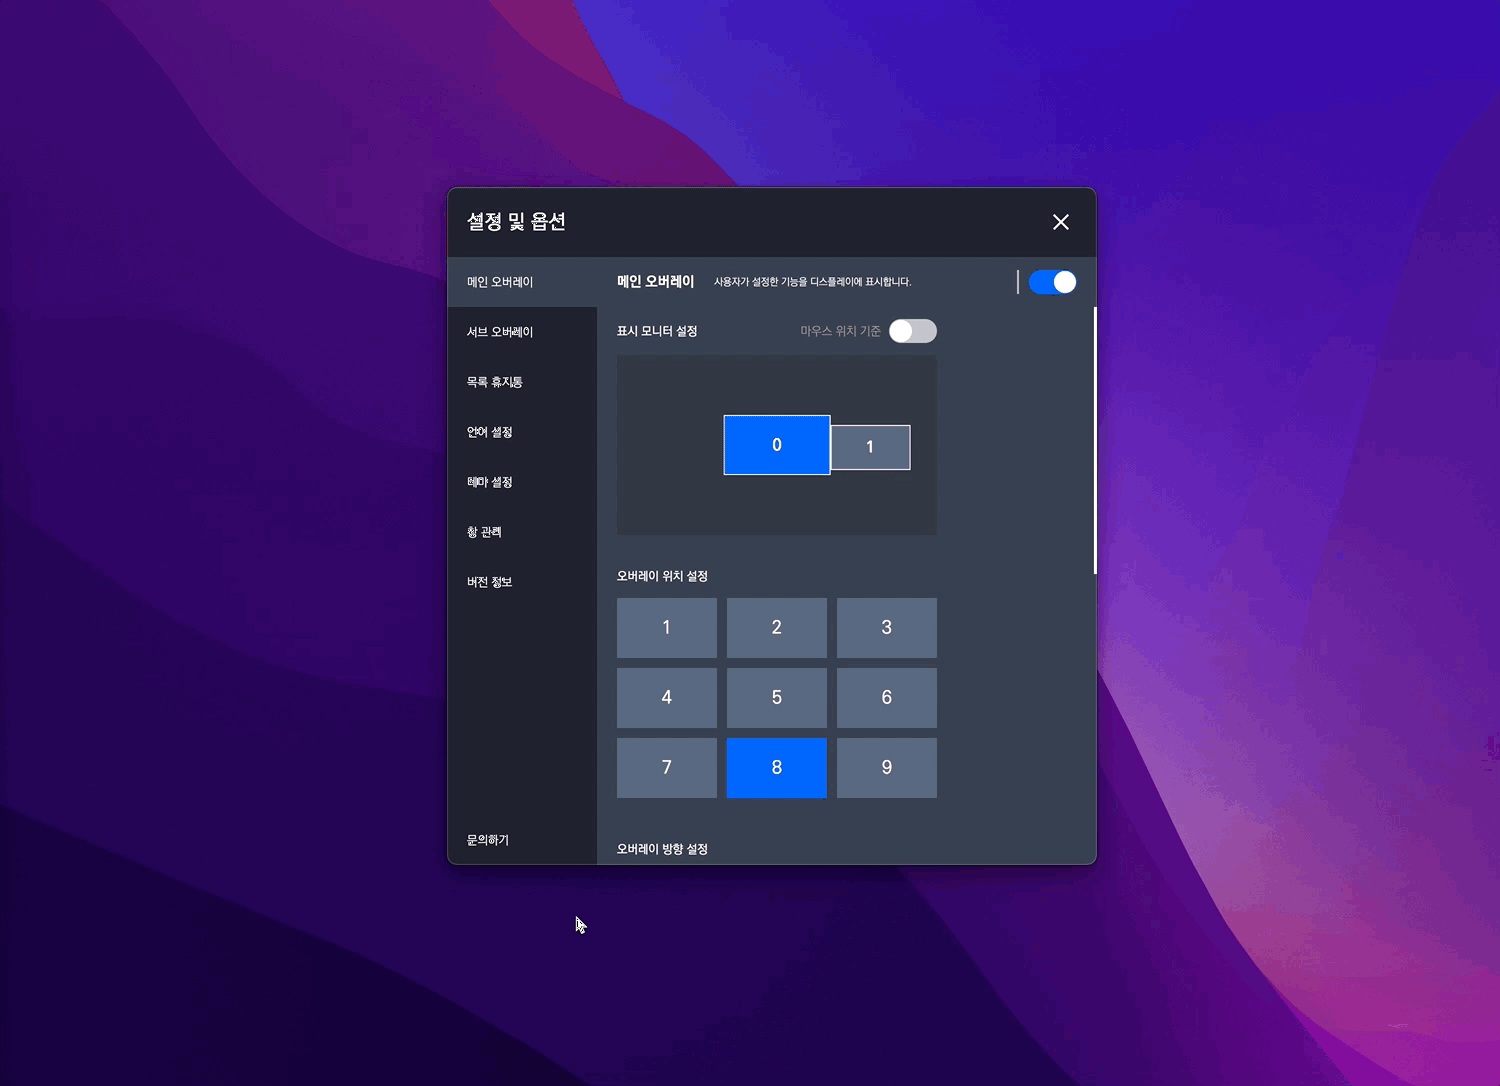 설정 및 옵션
메인 오버레이
서브 오버레이
목록 휴지통
언어 설정
테마 설정
창 관리
버전 정보
문의하기
메인 오버레이 사용자가 설정한 기능을 디스플레이에 표시합니다.
표시 모니터 설정 마우스 위치 기준
0 1
오버레이 위치 설정
1 2 3
4 5 6
7 8 9
오버레이 방향 설정